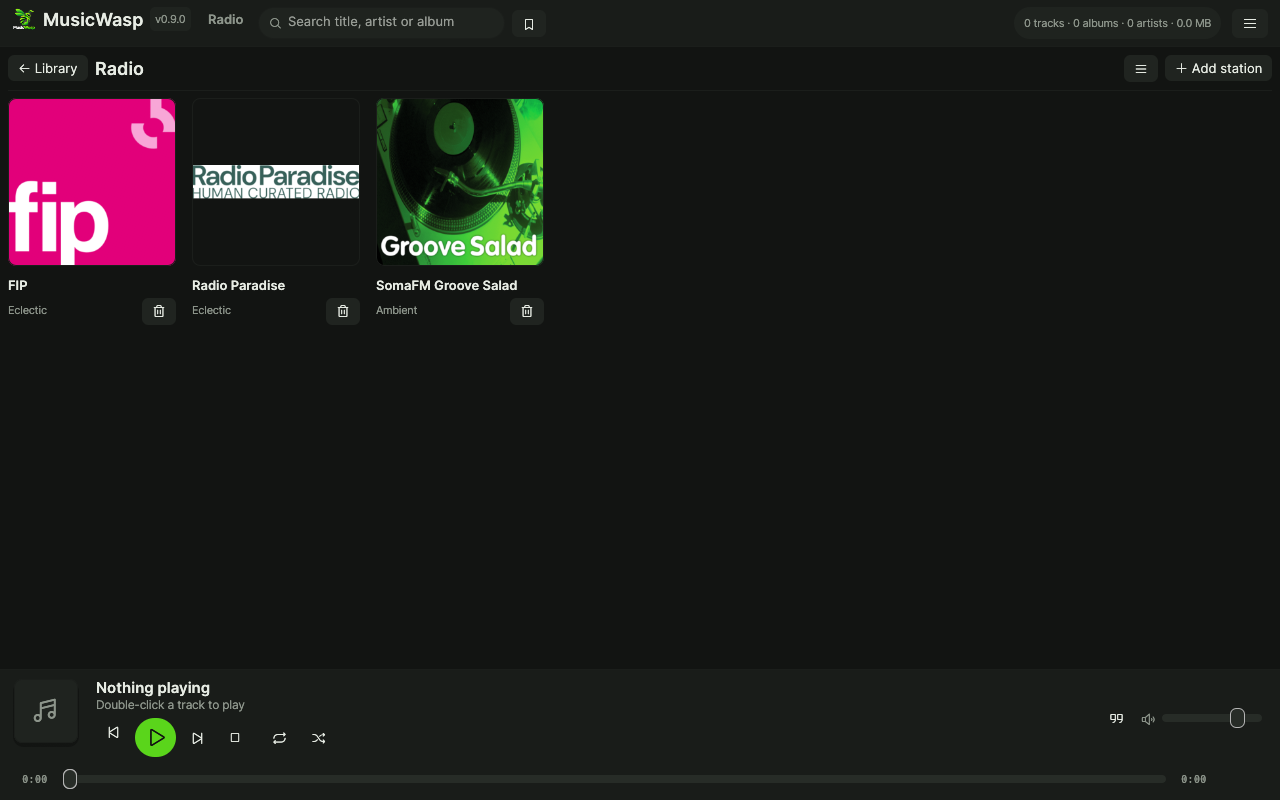 MusicWasp v0.9.0 Radio Search title, artist or album 0 tracks · 0 albums · 0 artists · 0.0 MB
← Library Radio + Add station
fip
Radio Paradise
HUMAN CURATED RADIO
Groove Salad
FIP Radio Paradise SomaFM Groove Salad
Eclectic Eclectic Ambient
Nothing playing
Double-click a track to play
0:00 0:00